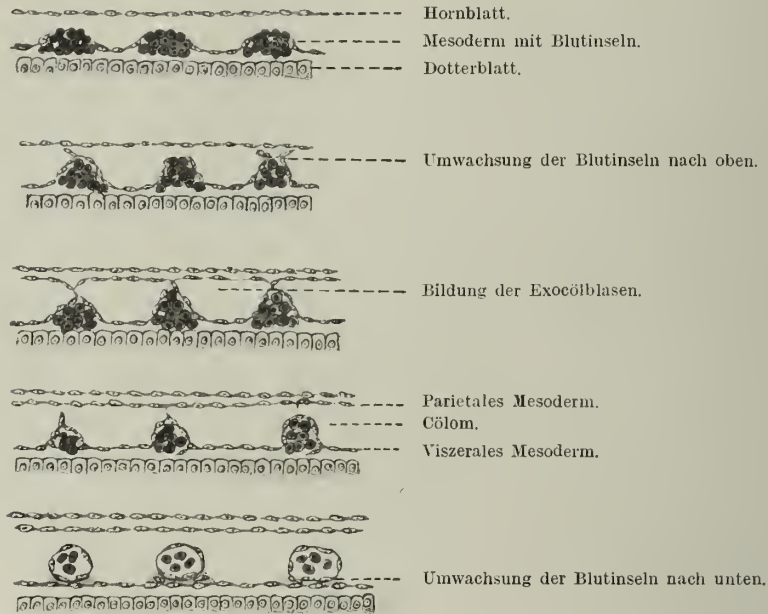 Hornblatt.
Mesoderm mit Blutinseln.
Dotterblatt.
Umwachsung der Blutinseln nach oben.
Bildung der Exocölblasen.
Parietales Mesoderm.
Cölom.
Viszerales Mesoderm.
Umwachsung der Blutinseln nach unten.